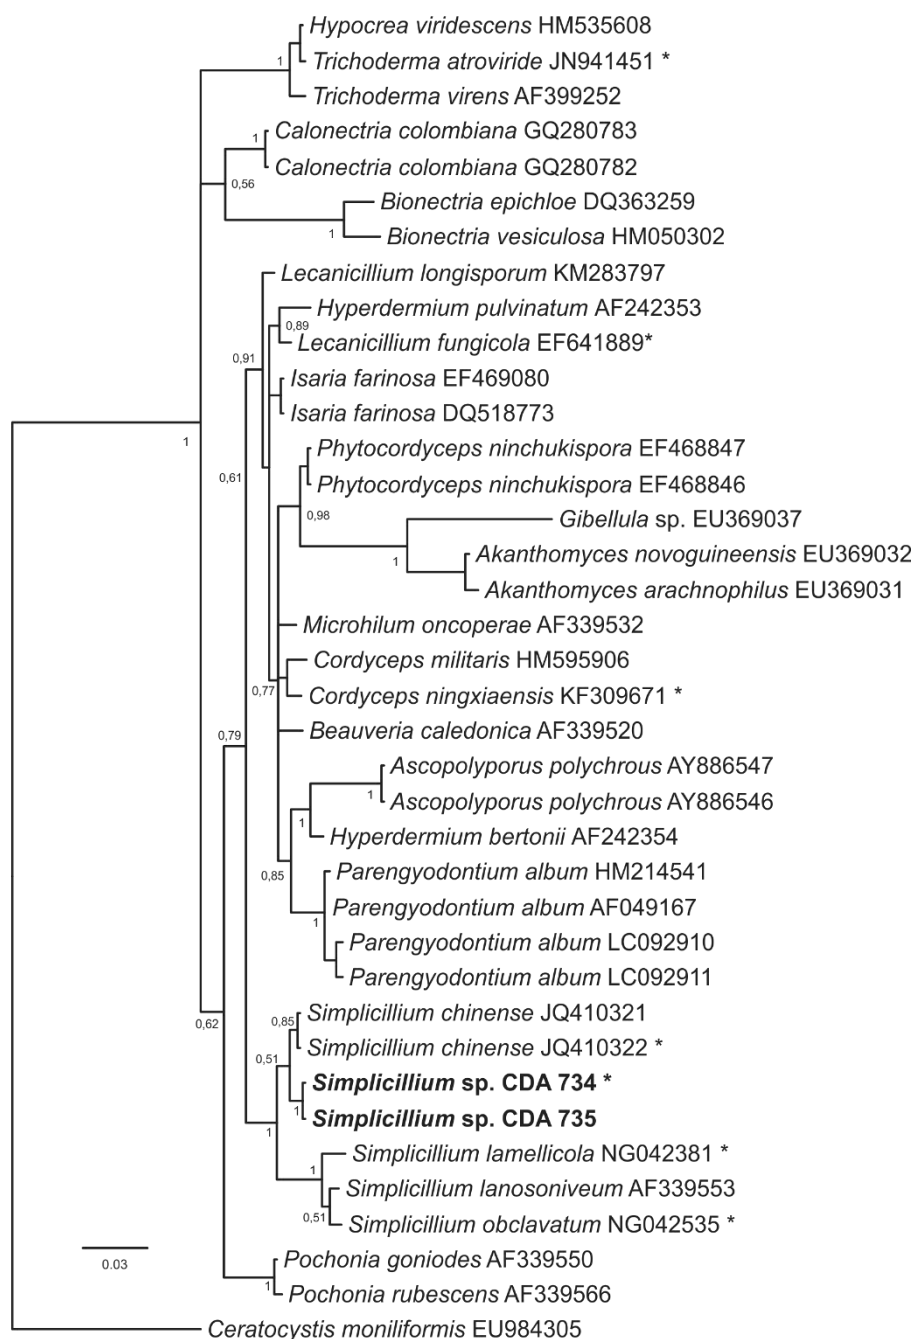 Hypocrea viridescens HM535608
1
Trichoderma atroviride JN941451 *
Trichoderma virens AF399252
1
Calonectria colombiana GQ280783
Calonectria colombiana GQ280782
0,56
Bionectria epichloe DQ363259
1
Bionectria vesiculosa HM050302
Lecanicillium longisporum KM283797
Hyperdermium pulvinatum AF242353
0,89
Lecanicillium fungicola EF641889*
0,91
Isaria farinosa EF469080
Isaria farinosa DQ518773
1
Phytocordyceps ninchukispora EF468847
0,61
Phytocordyceps ninchukispora EF468846
0,98
Gibellula sp. EU369037
1
Akanthomyces novoguineensis EU369032
Akanthomyces arachnophilus EU369031
Microhilum oncoperae AF339532
Cordyceps militaris HM595906
0,77
Cordyceps ningxiaensis KF309671 *
0,79
Beauveria caledonica AF339520
Ascopolyporus polychrous AY886547
1
Ascopolyporus polychrous AY886546
1
Hyperdermium bertonii AF242354
0,85
Parengyodontium album HM214541
1
Parengyodontium album AF049167
Parengyodontium album LC092910
Parengyodontium album LC092911
0,62
0,85
Simplicillium chinense JQ410321
Simplicillium chinense JQ410322 *
0,51
Simplicillium sp. CDA 734 *
1
Simplicillium sp. CDA 735
1
1
Simplicillium lamellicola NG042381 *
Simplicillium lanosoniveum AF339553
0,51
Simplicillium obclavatum NG042535 *
0.03
Pochonia goniodes AF339550
1
Pochonia rubescens AF339566
Ceratocystis moniliformis EU984305